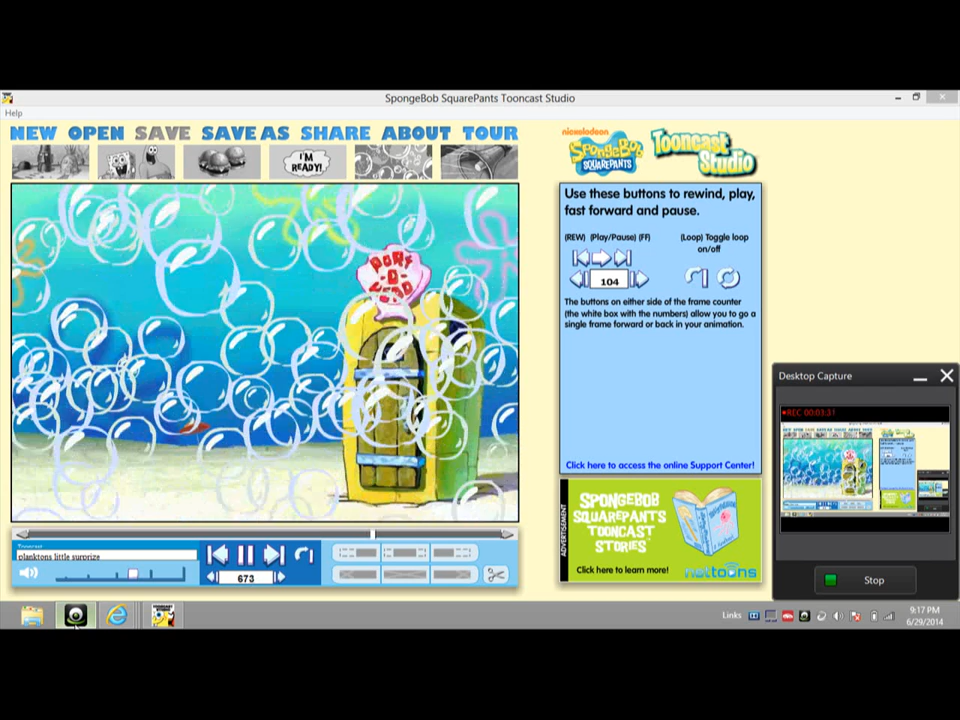 SpongeBob SquarePants Tooncast Studio
Help
NEW OPEN SAVE SAVE AS SHARE ABOUT TOUR
I'M
READY!
nickelodeon
SpongeBob
SQUAREPANTS
Tooncast
Studio
PORT
O
HEAD
Use these buttons to rewind, play,
fast forward and pause.
(REW) (Play/Pause) (FF) (Loop) Toggle loop
on/off
104
The buttons on either side of the frame counter
(the white box with the numbers) allow you to go a
single frame forward or back in your animation.
Click here to access the online Support Center!
ADVERTISEMENT
SPONGEBOB
SQUAREPANTS
TOONCAST
STORIES
Click here to learn more!
nettoons
Tooncast
planktons little surprize
673
Desktop Capture
REC 00:03:31
Stop
Links
9:17 PM
6/29/2014